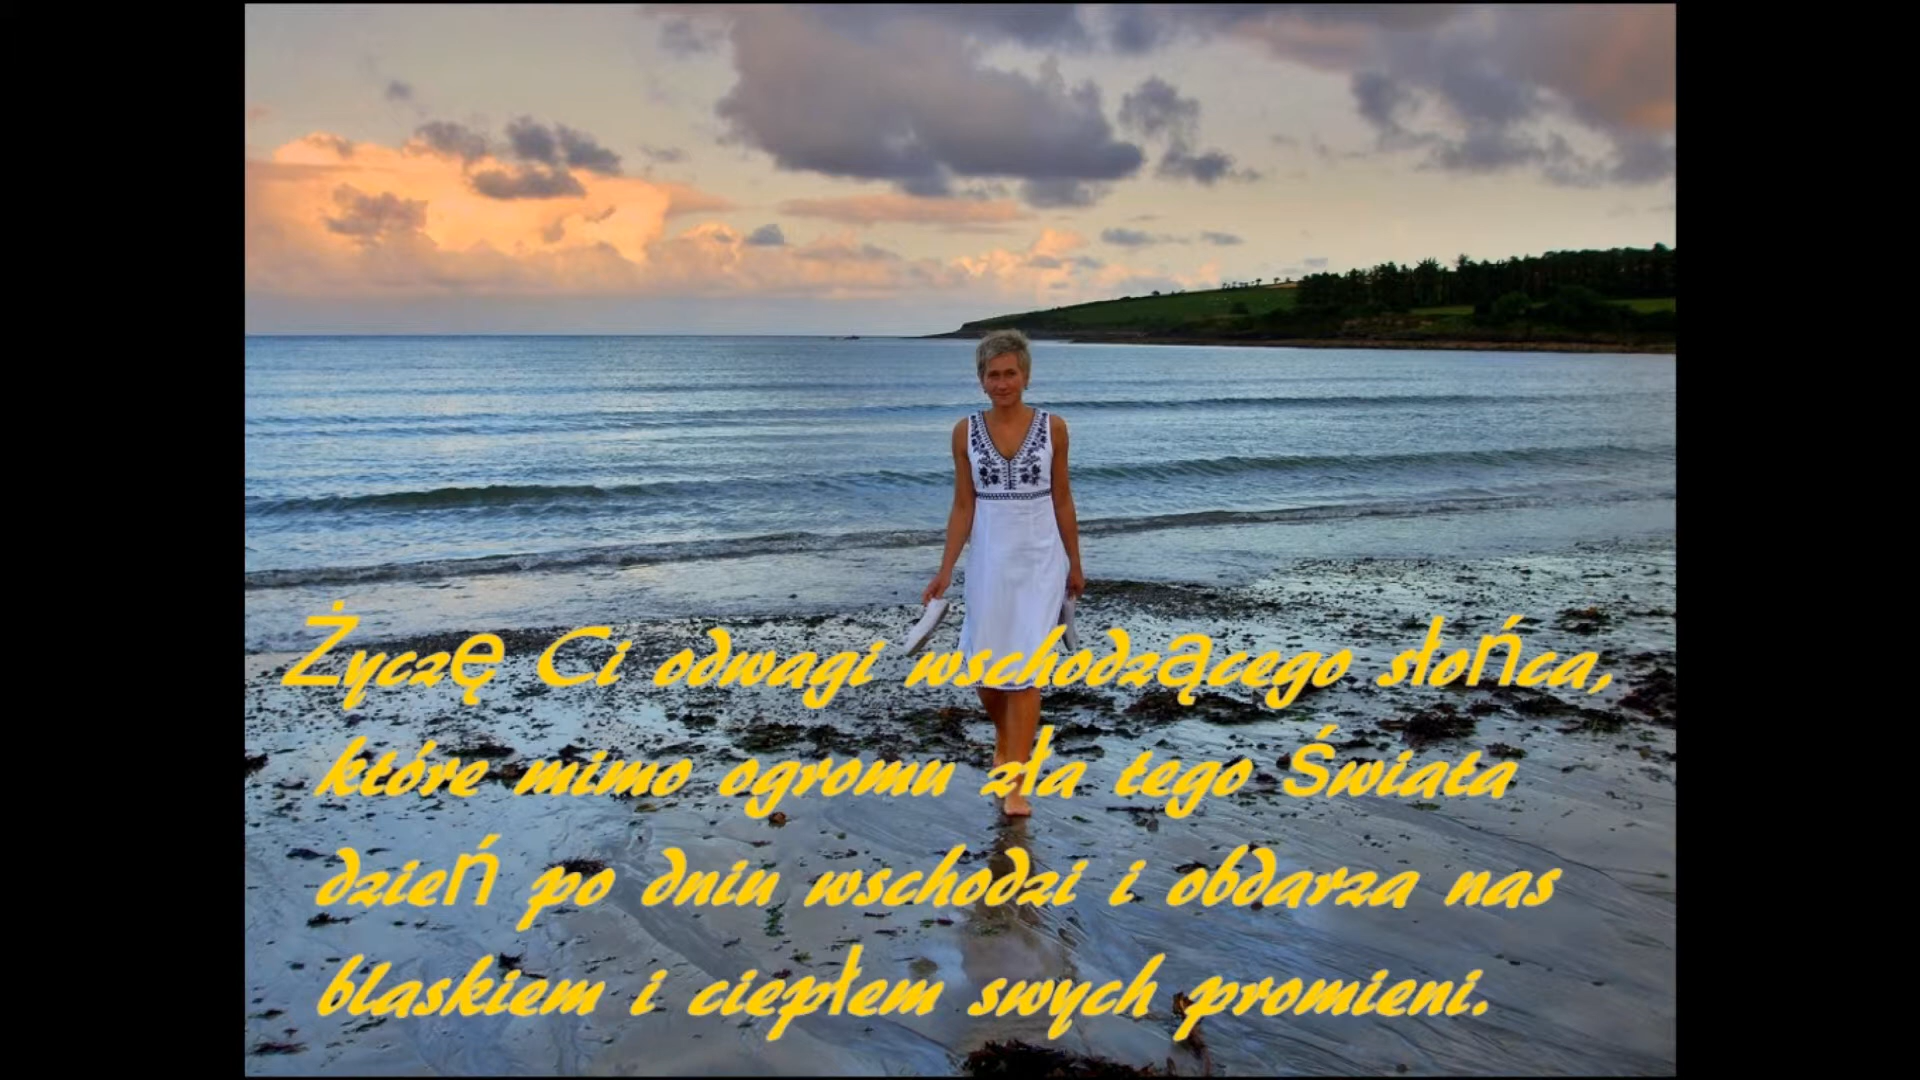 Życzę Ci odwagi wschodzącego słońca,
które mimo ogromu zła tego Świata
dzień po dniu wschodzi i obdarza nas
blaskiem i ciepłem swych promieni.